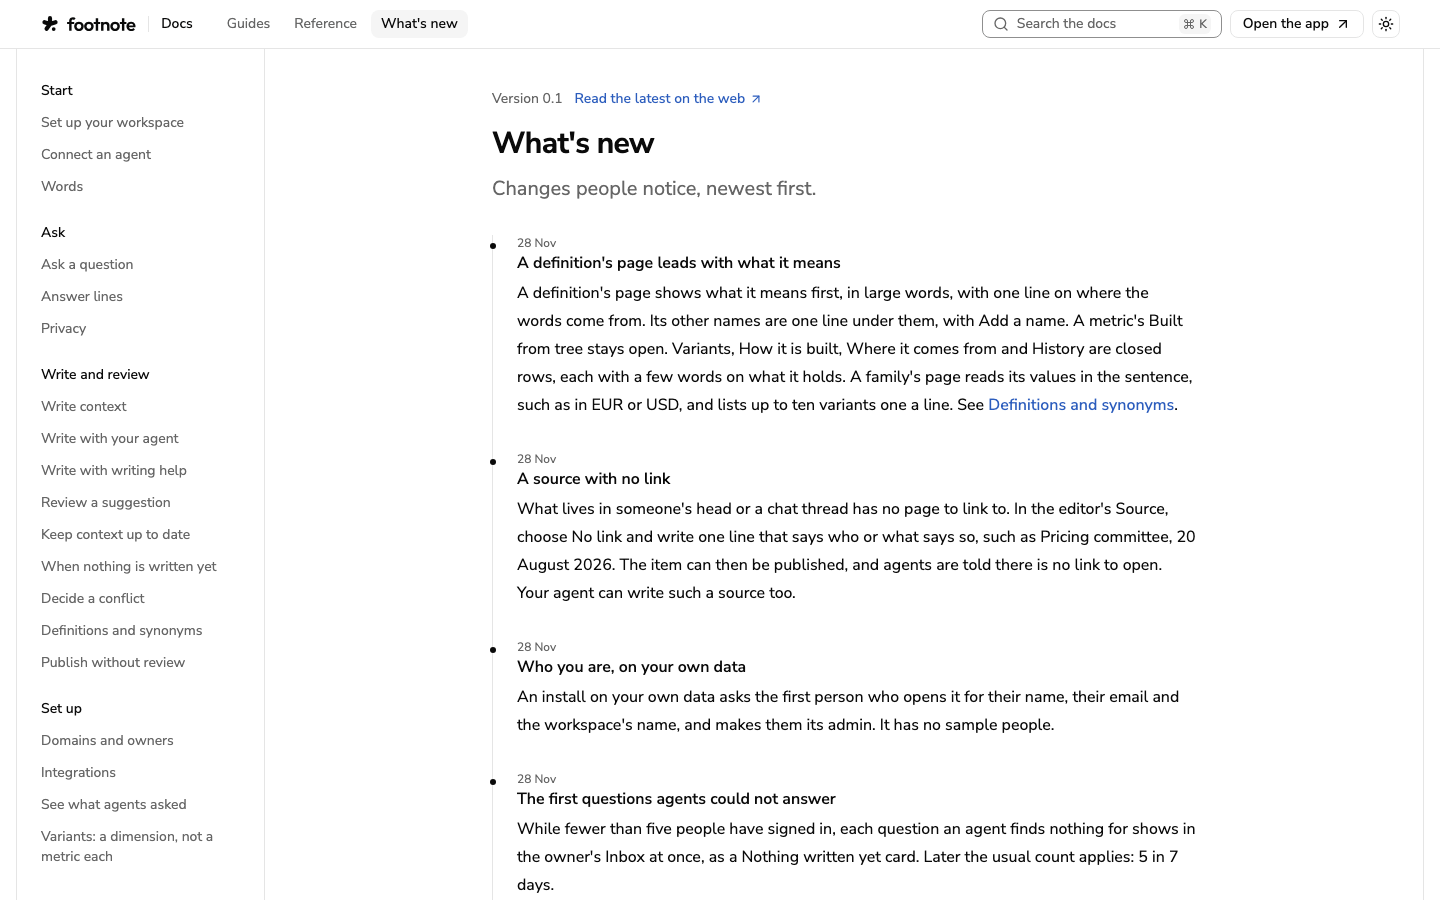 footnote
Docs
Guides
Reference
What's new
Search the docs
⌘ K
Open the app
Start
Set up your workspace
Connect an agent
Words
Ask
Ask a question
Answer lines
Privacy
Write and review
Write context
Write with your agent
Write with writing help
Review a suggestion
Keep context up to date
When nothing is written yet
Decide a conflict
Definitions and synonyms
Publish without review
Set up
Domains and owners
Integrations
See what agents asked
Variants: a dimension, not a
metric each
Version 0.1 Read the latest on the web
What's new
Changes people notice, newest first.
28 Nov
A definition's page leads with what it means
A definition's page shows what it means first, in large words, with one line on where the
words come from. Its other names are one line under them, with Add a name. A metric's Built
from tree stays open. Variants, How it is built, Where it comes from and History are closed
rows, each with a few words on what it holds. A family's page reads its values in the sentence,
such as in EUR or USD, and lists up to ten variants one a line. See Definitions and synonyms.
28 Nov
A source with no link
What lives in someone's head or a chat thread has no page to link to. In the editor's Source,
choose No link and write one line that says who or what says so, such as Pricing committee, 20
August 2026. The item can then be published, and agents are told there is no link to open.
Your agent can write such a source too.
28 Nov
Who you are, on your own data
An install on your own data asks the first person who opens it for their name, their email and
the workspace's name, and makes them its admin. It has no sample people.
28 Nov
The first questions agents could not answer
While fewer than five people have signed in, each question an agent finds nothing for shows in
the owner's Inbox at once, as a Nothing written yet card. Later the usual count applies: 5 in 7
days.